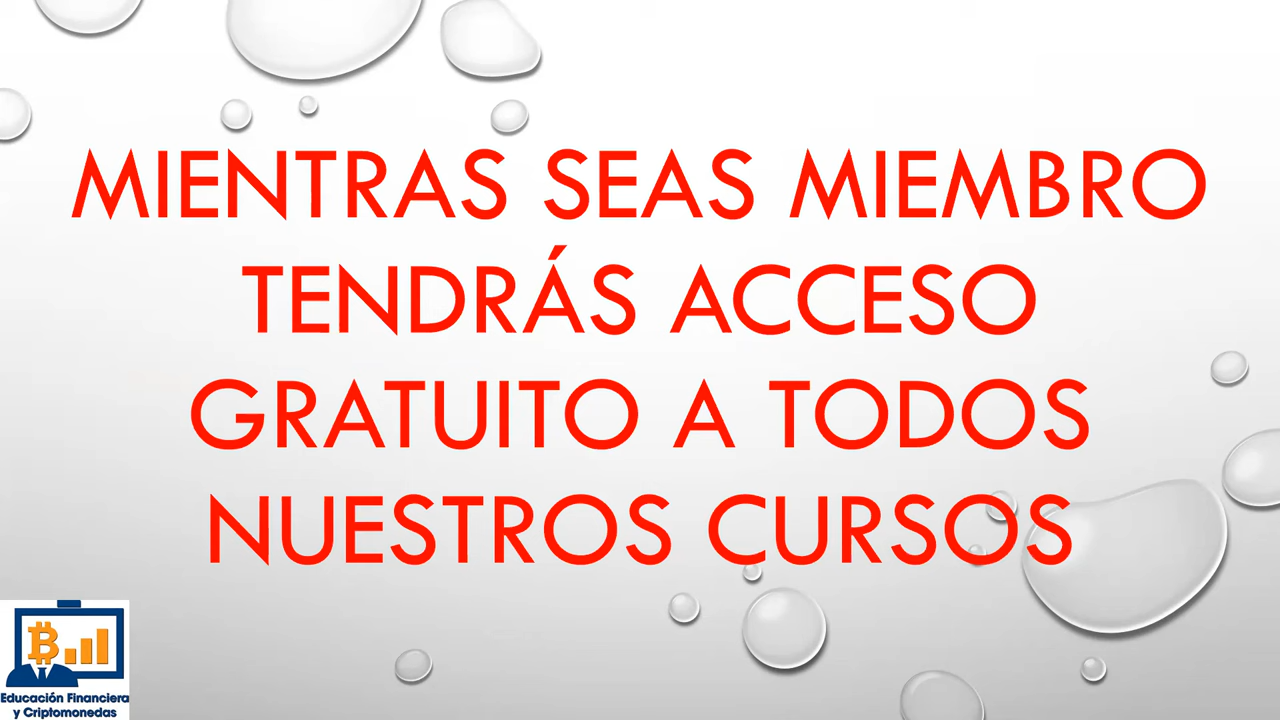 MIENTRAS SEAS MIEMBRO
TENDRÁS ACCESO
GRATUITO A TODOS
NUESTROS CURSOS
Educación Financiera
y Criptomonedas